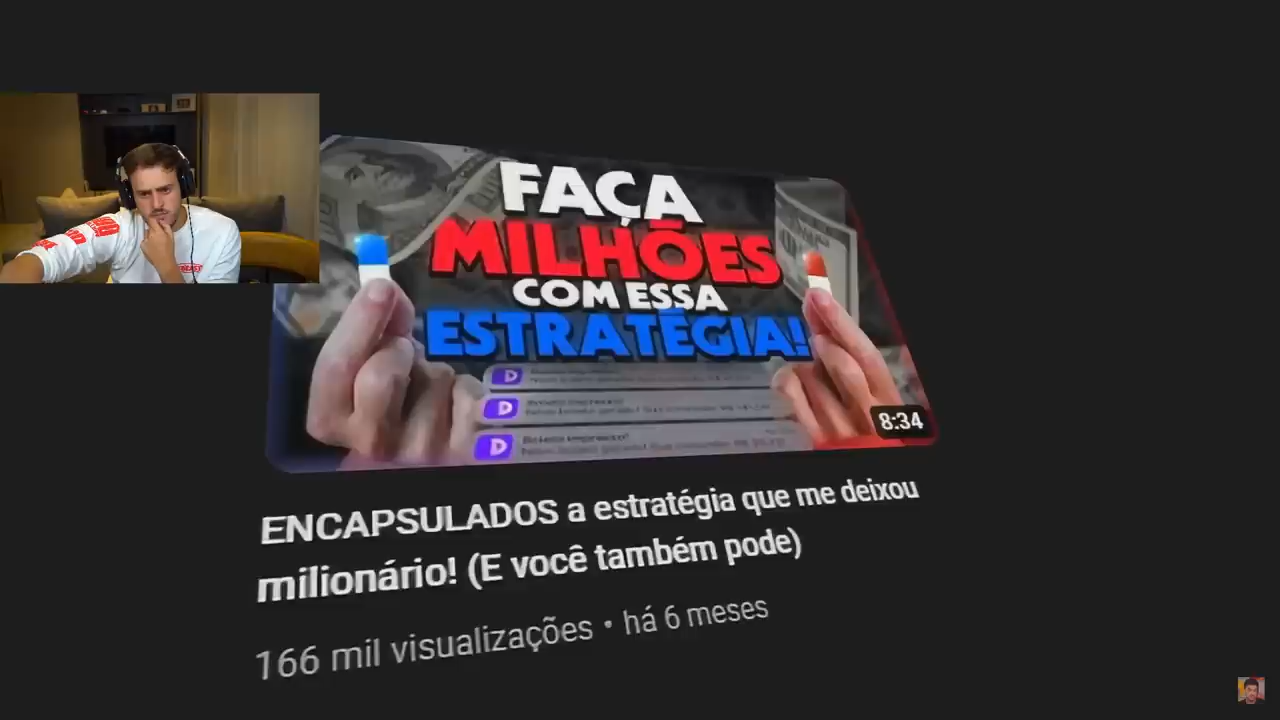 FAÇA
MILHÕES
COM ESSA
ESTRATÉGIA!
8:34
ENCAPSULADOS a estratégia que me deixou
milionário! (E você também pode)
166 mil visualizações • há 6 meses